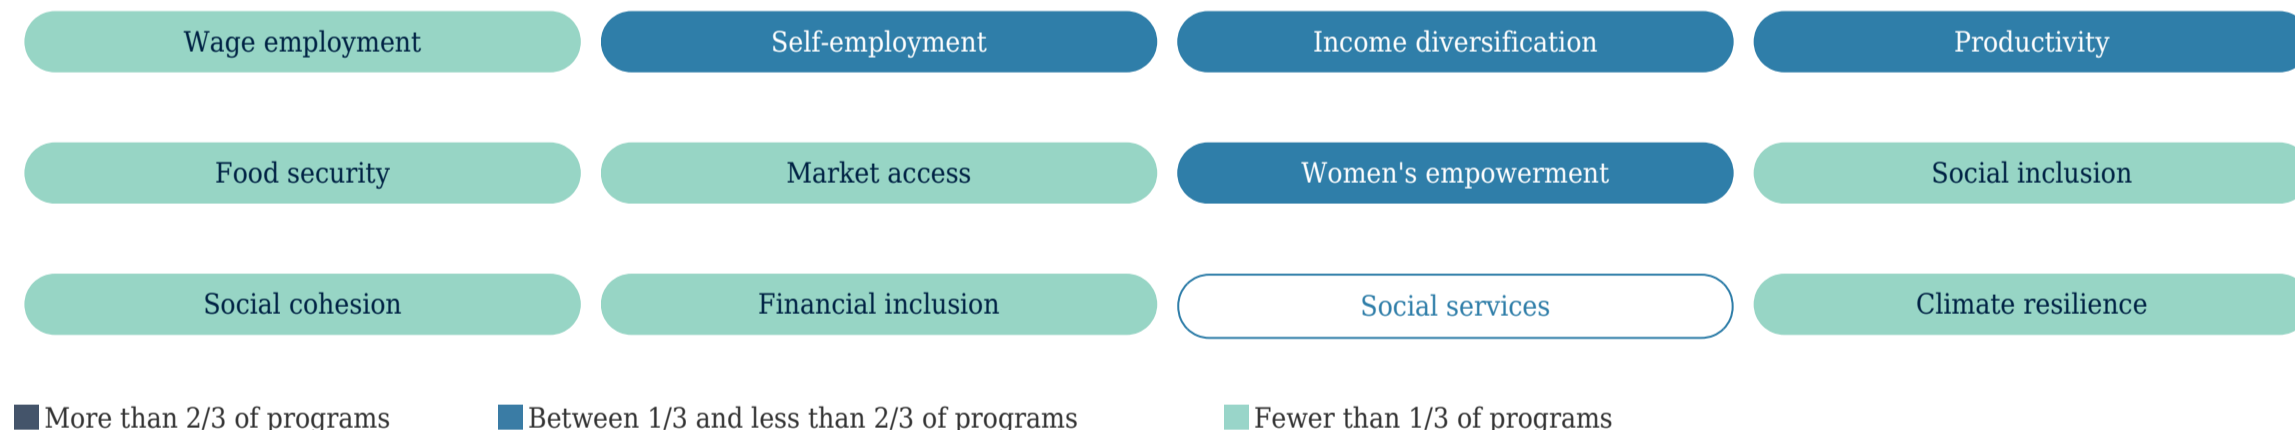 Wage employment Self-employment Income diversification Productivity
Food security Market access Women's empowerment Social inclusion
Social cohesion Financial inclusion Social services Climate resilience
More than 2/3 of programs Between 1/3 and less than 2/3 of programs Fewer than 1/3 of programs